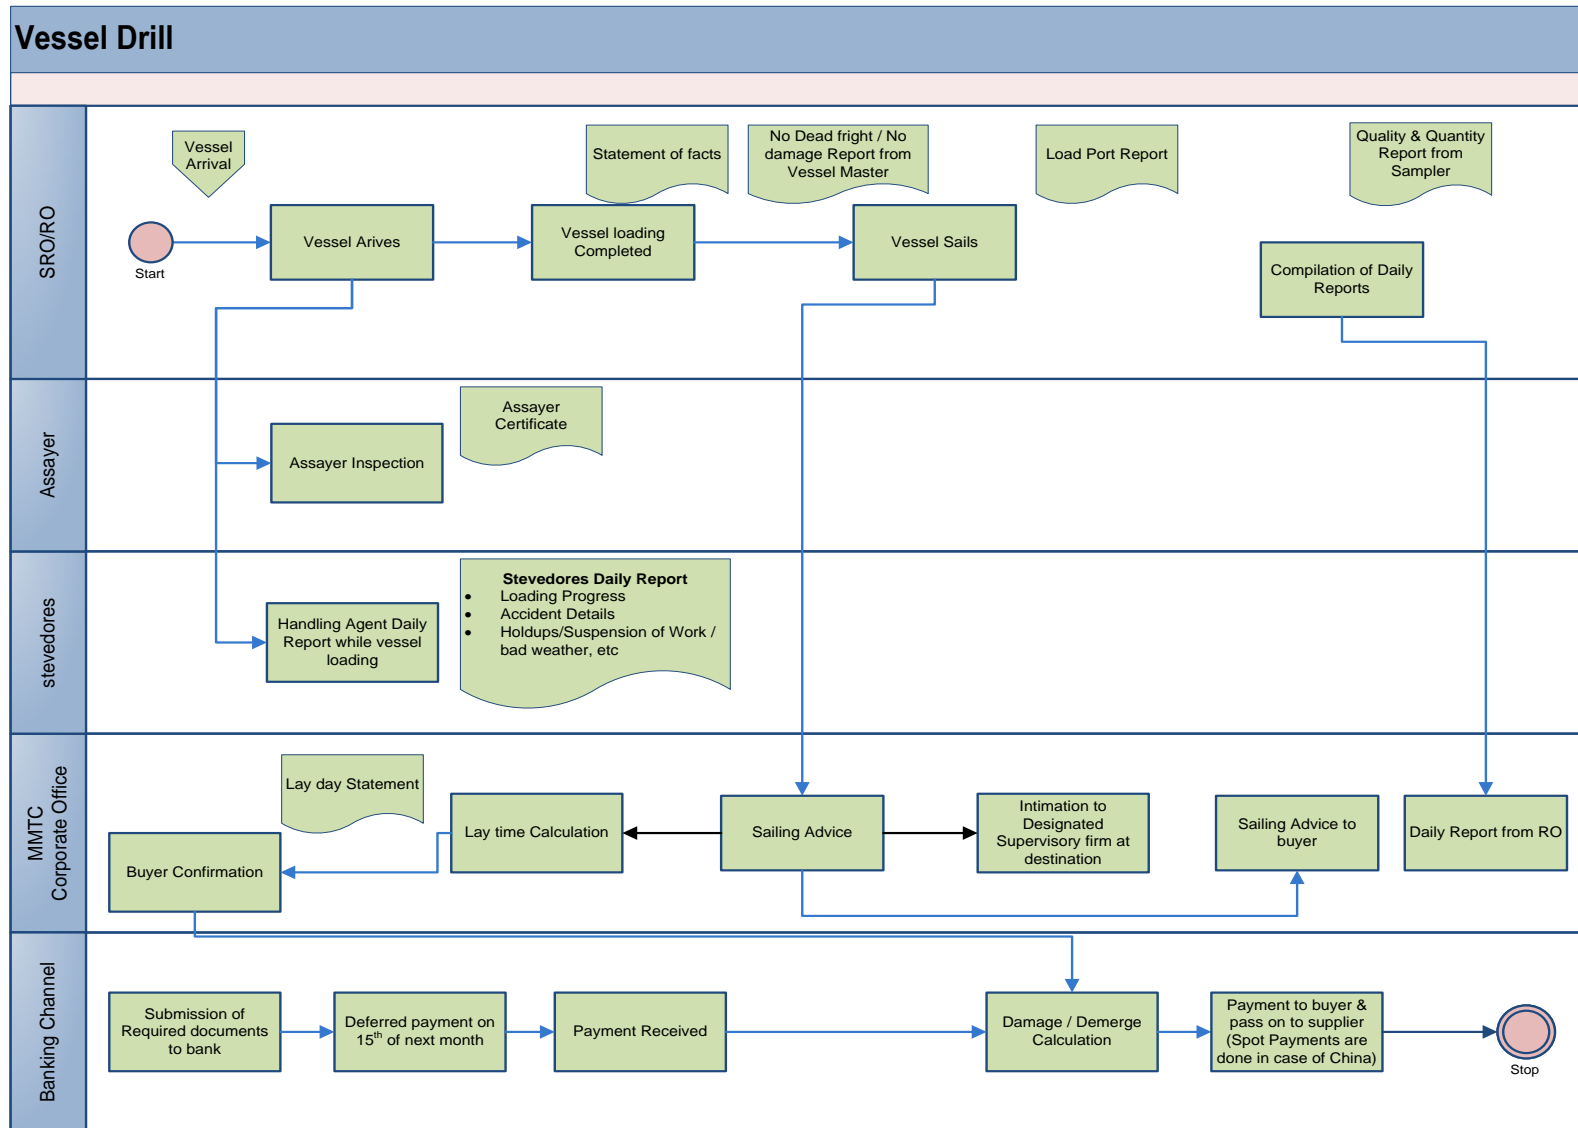 Vessel Drill
SRO/RO
Vessel
Arrival
Statement of facts
No Dead fright / No
damage Report from
Vessel Master
Load Port Report
Quality & Quantity
Report from
Sampler
Start
Vessel Arives
Vessel loading
Completed
Vessel Sails
Compilation of Daily
Reports
Assayer
Assayer Inspection
Assayer
Certificate
stevedores
Handling Agent Daily
Report while vessel
loading
Stevedores Daily Report
• Loading Progress
• Accident Details
• Holdups/Suspension of Work /
bad weather, etc
MMTC
Corporate Office
Lay day Statement
Buyer Confirmation
Lay time Calculation
Sailing Advice
Intimation to
Designated
Supervisory firm at
destination
Sailing Advice to
buyer
Daily Report from RO
Banking Channel
Submission of
Required documents
to bank
Deferred payment on
15th of next month
Payment Received
Damage / Demerge
Calculation
Payment to buyer &
pass on to supplier
(Spot Payments are
done in case of China)
Stop